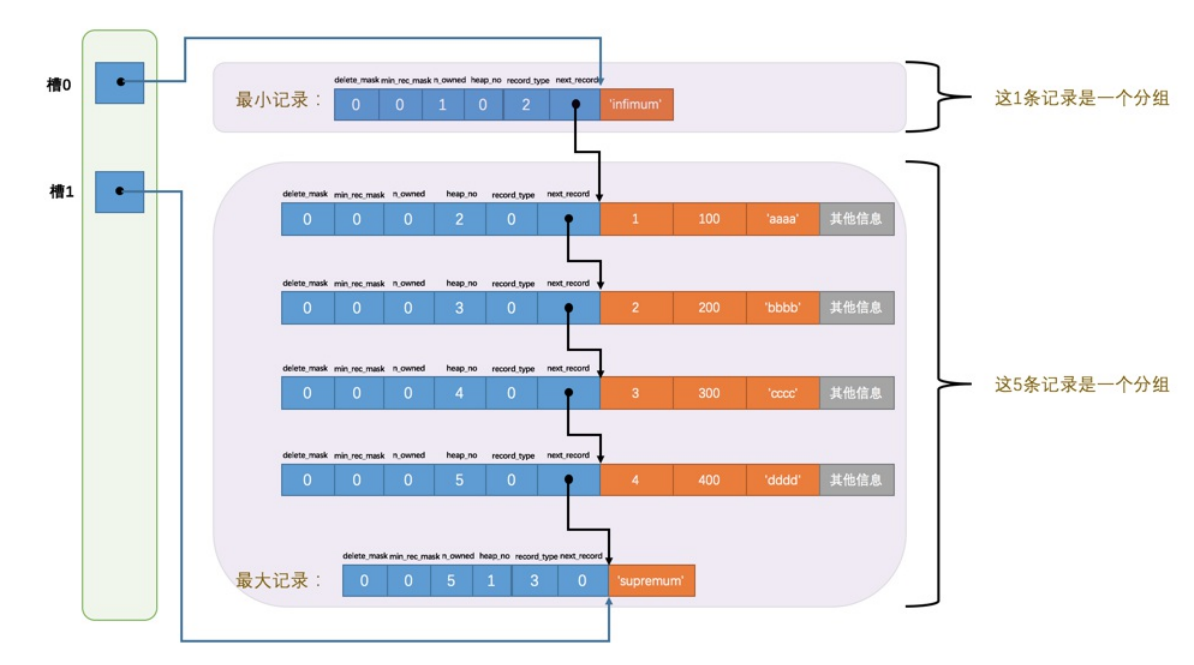 槽0
delete_mask min_rec_mask n_owned heap_no record_type next_record
最小记录： 0 0 1 0 2 'infimum'
这1条记录是一个分组
槽1
delete_mask min_rec_mask n_owned heap_no record_type next_record
0 0 0 2 0 1 100 'aaaa' 其他信息
delete_mask min_rec_mask n_owned heap_no record_type next_record
0 0 0 3 0 2 200 'bbbb' 其他信息
delete_mask min_rec_mask n_owned heap_no record_type next_record
0 0 0 4 0 3 300 'cccc' 其他信息
这5条记录是一个分组
delete_mask min_rec_mask n_owned heap_no record_type next_record
0 0 0 5 0 4 400 'dddd' 其他信息
delete_mask min_rec_mask n_owned heap_no record_type next_record
最大记录： 0 0 5 1 3 0 'supremum'